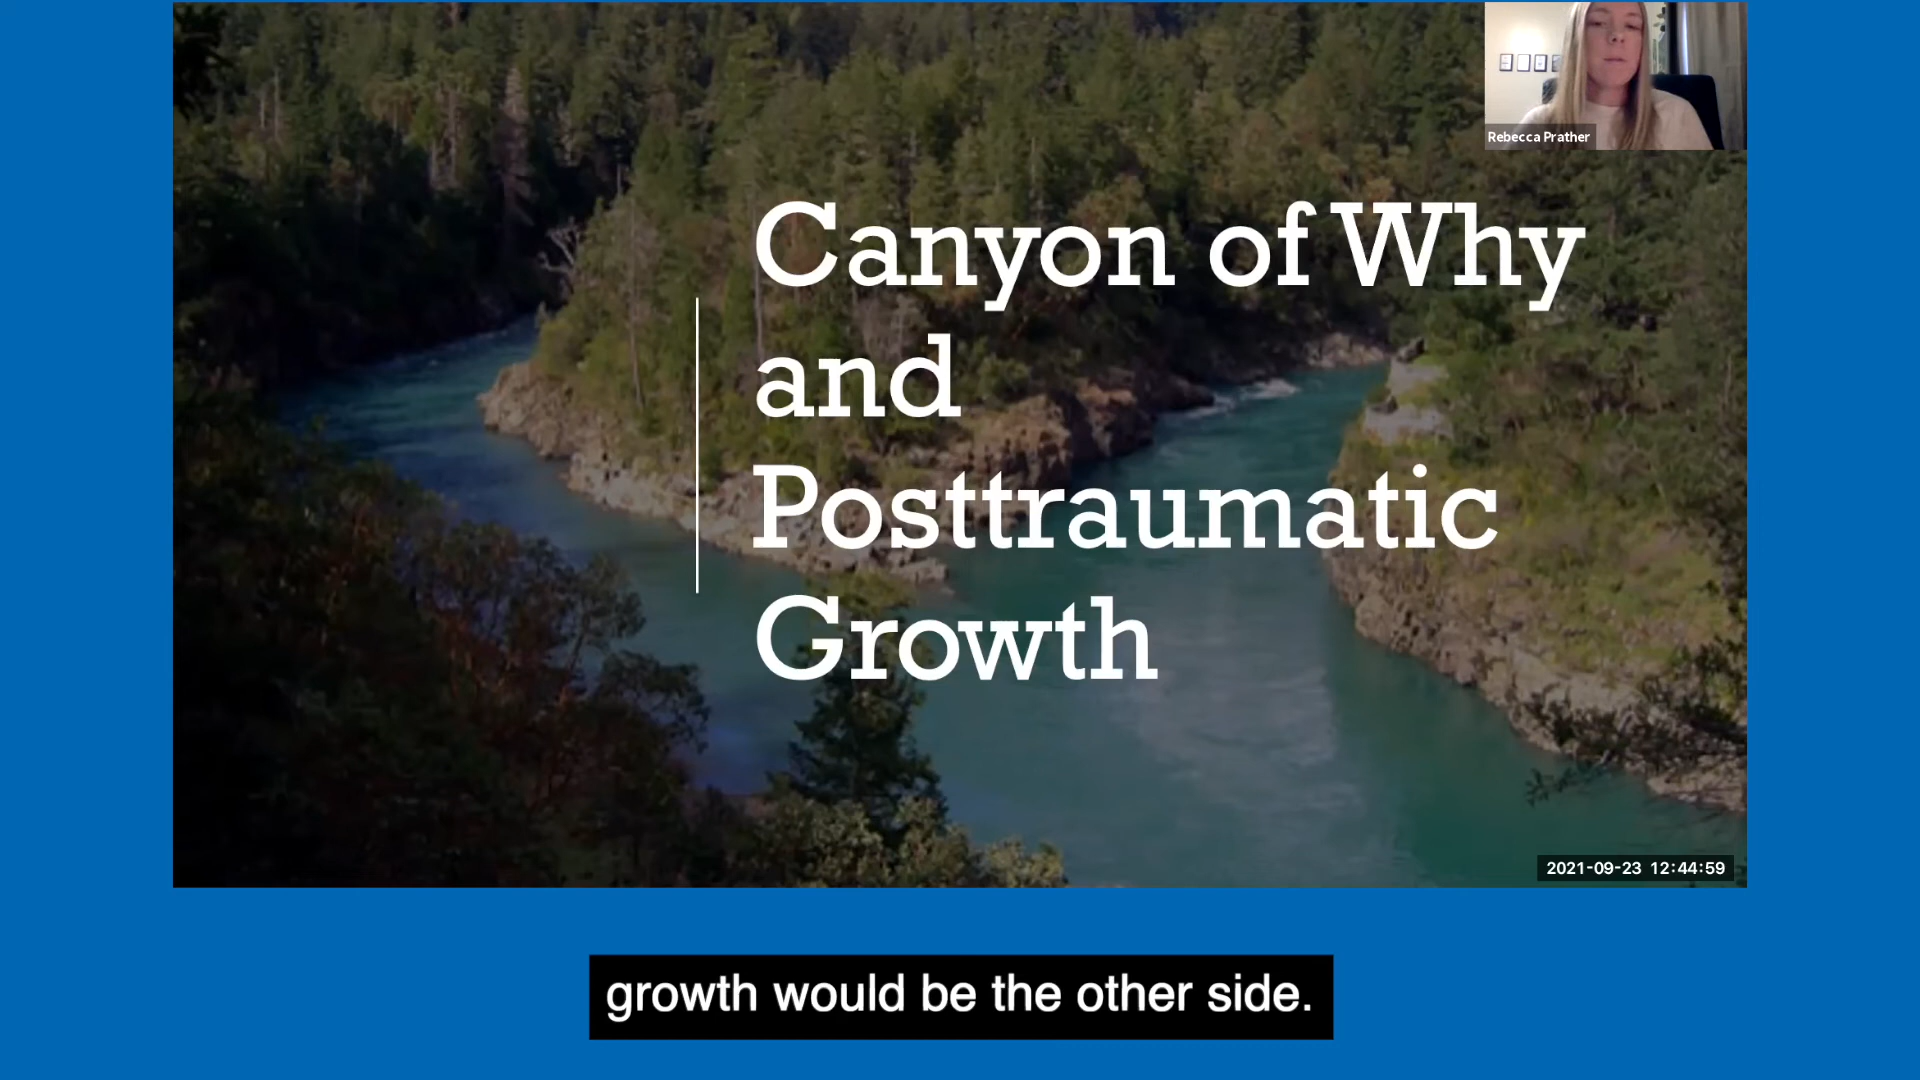 Rebecca Prather
Canyon of Why
and
Posttraumatic
Growth
2021-09-23 12:44:59
growth would be the other side.